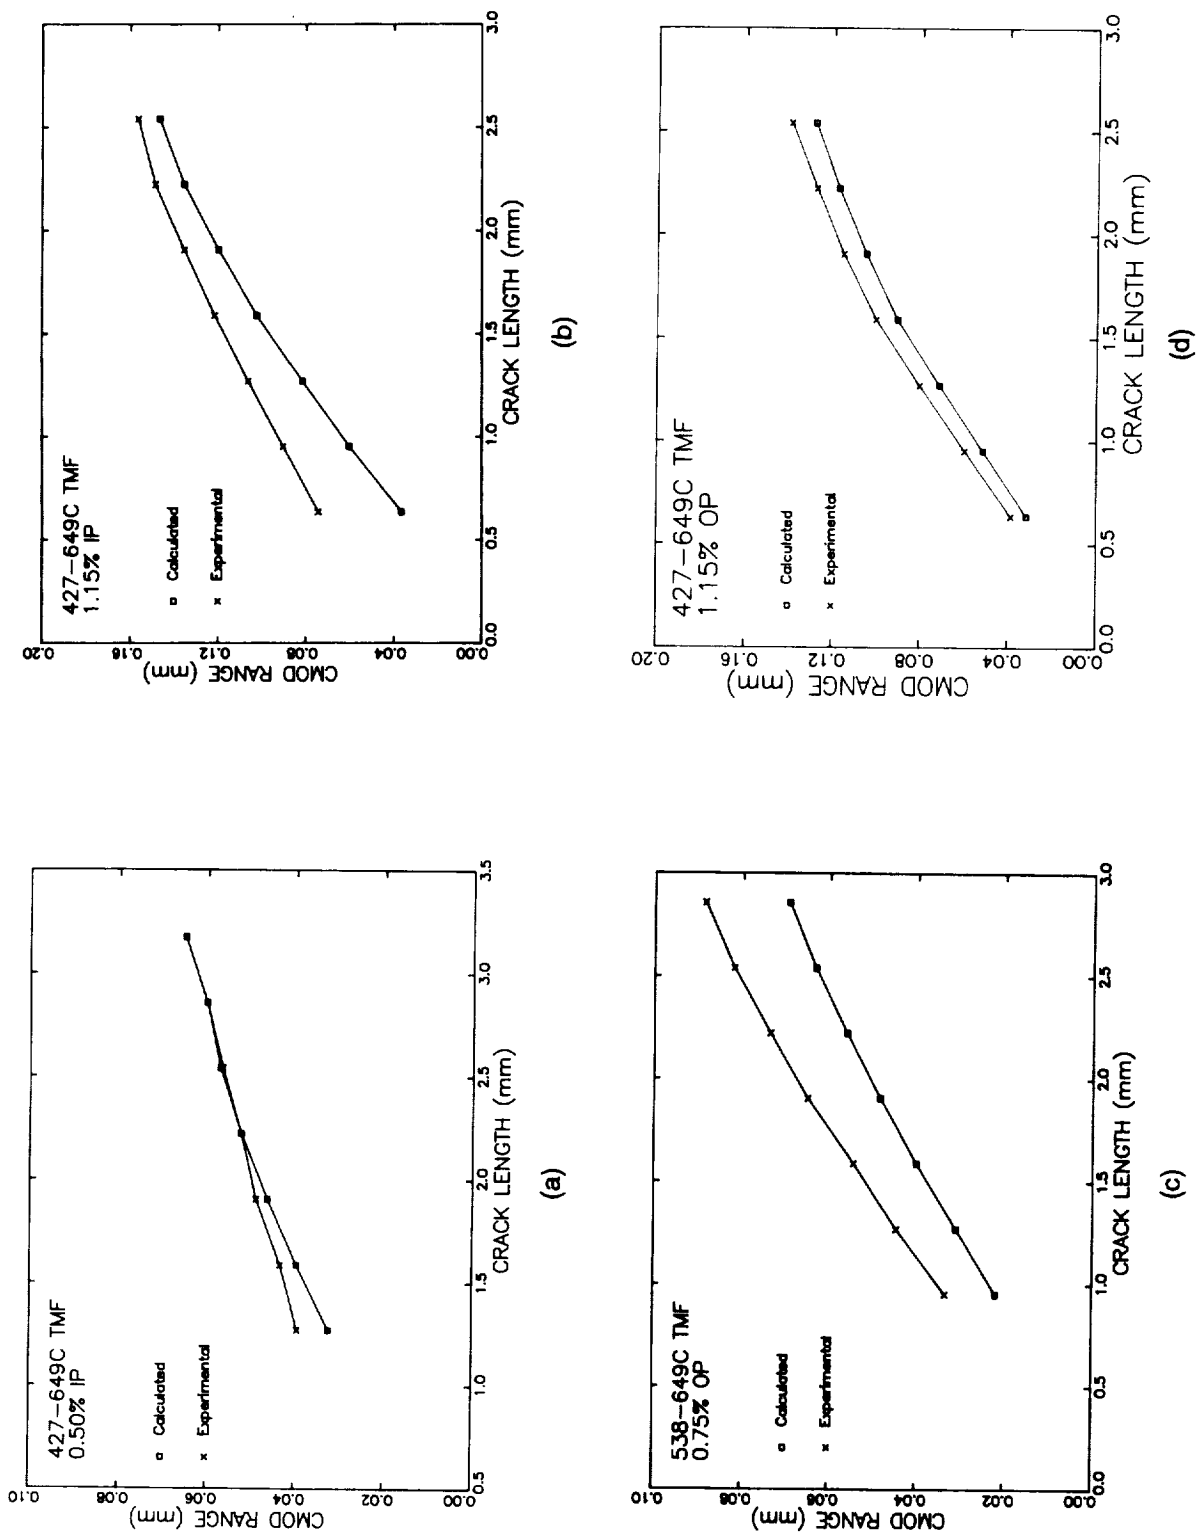 427-649C TMF
0.50% IP
Calculated
Experimental
CMOD RANGE (mm)
0.10
0.08
0.06
0.04
0.02
0.00
0.5
1.0
1.5
2.0
2.5
3.0
3.5
CRACK LENGTH (mm)
(a)
427-649C TMF
1.15% IP
Calculated
Experimental
CMOD RANGE (mm)
0.20
0.16
0.12
0.08
0.04
0.00
0.0
0.5
1.0
1.5
2.0
2.5
3.0
CRACK LENGTH (mm)
(b)
538-649C TMF
0.75% OP
Calculated
Experimental
CMOD RANGE (mm)
0.10
0.08
0.06
0.04
0.02
0.00
0.0
0.5
1.0
1.5
2.0
2.5
3.0
CRACK LENGTH (mm)
(c)
427-649C TMF
1.15% OP
Calculated
Experimental
CMOD RANGE (mm)
0.20
0.16
0.12
0.08
0.04
0.00
0.0
0.5
1.0
1.5
2.0
2.5
3.0
CRACK LENGTH (mm)
(d)